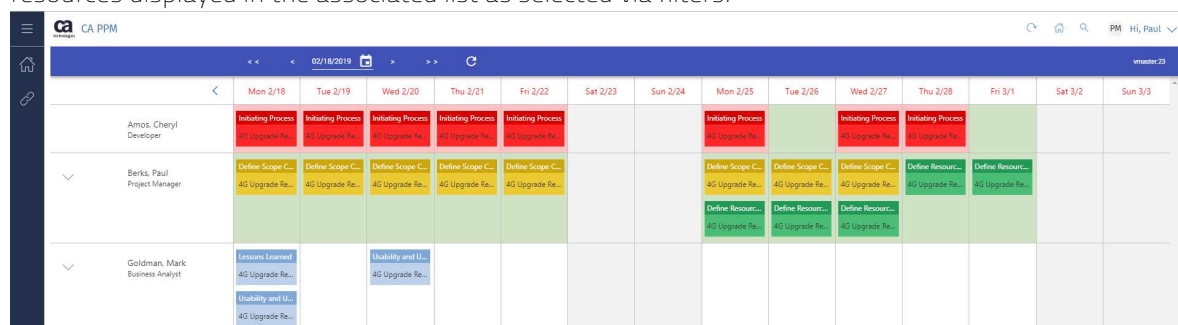 resources displayed in the associated list as selected via filters.
ca technologies CA PPM PM Hi, Paul
<< < 02/18/2019 > >> vmaster.23
< Mon 2/18 Tue 2/19 Wed 2/20 Thu 2/21 Fri 2/22 Sat 2/23 Sun 2/24 Mon 2/25 Tue 2/26 Wed 2/27 Thu 2/28 Fri 3/1 Sat 3/2 Sun 3/3
Initiating Process Initiating Process Initiating Process Initiating Process Initiating Process Initiating Process Initiating Process Initiating Process
Amos, Cheryl
Developer
4G Upgrade Re... 4G Upgrade Re... 4G Upgrade Re... 4G Upgrade Re... 4G Upgrade Re... 4G Upgrade Re... 4G Upgrade Re... 4G Upgrade Re...
Define Scope C... Define Scope C... Define Scope C... Define Scope C... Define Scope C... Define Scope C... Define Scope C... Define Scope C... Define Resourc... Define Resourc...
Berks, Paul
Project Manager
4G Upgrade Re... 4G Upgrade Re... 4G Upgrade Re... 4G Upgrade Re... 4G Upgrade Re... 4G Upgrade Re... 4G Upgrade Re... 4G Upgrade Re... 4G Upgrade Re... 4G Upgrade Re...
Define Resourc... Define Resourc... Define Resourc...
4G Upgrade Re... 4G Upgrade Re... 4G Upgrade Re...
Lessons Learned Usability and U...
Goldman, Mark
Business Analyst
4G Upgrade Re... 4G Upgrade Re...
Usability and U...
4G Upgrade Re...